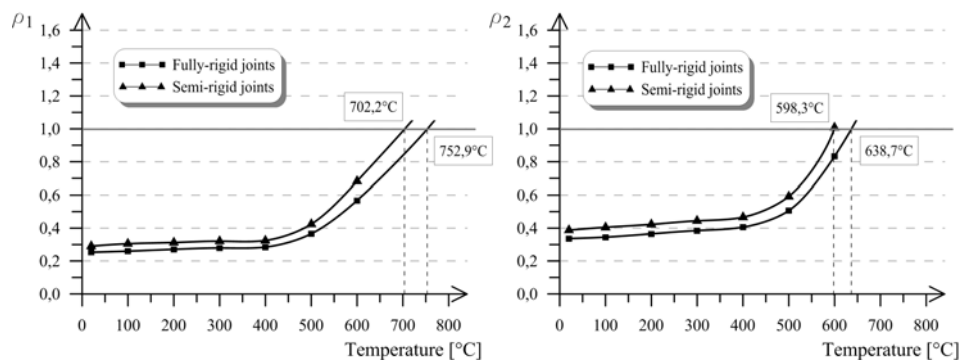 ρ1
1,6
1,4
1,2
1,0
0,8
0,6
0,4
0,2
0,0
Fully-rigid joints
Semi-rigid joints
702,2°C
752,9°C
0 100 200 300 400 500 600 700 800
Temperature [°C]
ρ2
1,6
1,4
1,2
1,0
0,8
0,6
0,4
0,2
0,0
Fully-rigid joints
Semi-rigid joints
598,3°C
638,7°C
0 100 200 300 400 500 600 700 800
Temperature [°C]